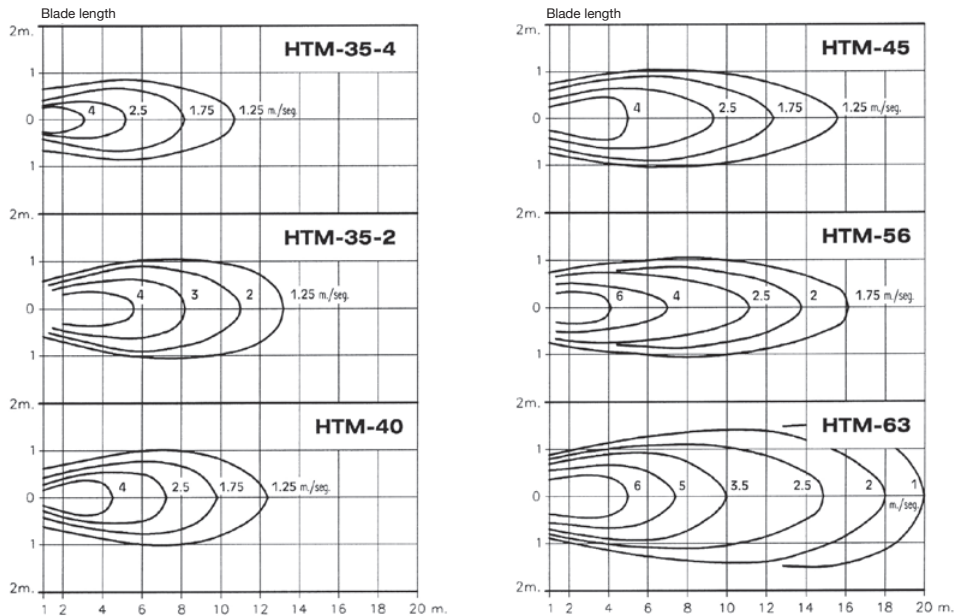 Blade length
2m.
HTM-35-4
1
0
4 2.5 1.75 1.25 m./seg.
1
2m.
HTM-35-2
1
0
4 3 2 1.25 m./seg.
1
2m.
HTM-40
1
0
4 2.5 1.75 1.25 m./seg.
1
2m.
1 2 4 6 8 10 12 14 16 18 20 m.
Blade length
2m.
HTM-45
1
0
4 2.5 1.75 1.25 m./seg.
1
2m.
HTM-56
1
0
6 4 2.5 2 1.75 m./seg.
1
2m.
HTM-63
1
0
6 5 3.5 2.5 2 1
m./seg.
1
2m.
1 2 4 6 8 10 12 14 16 18 20 m.